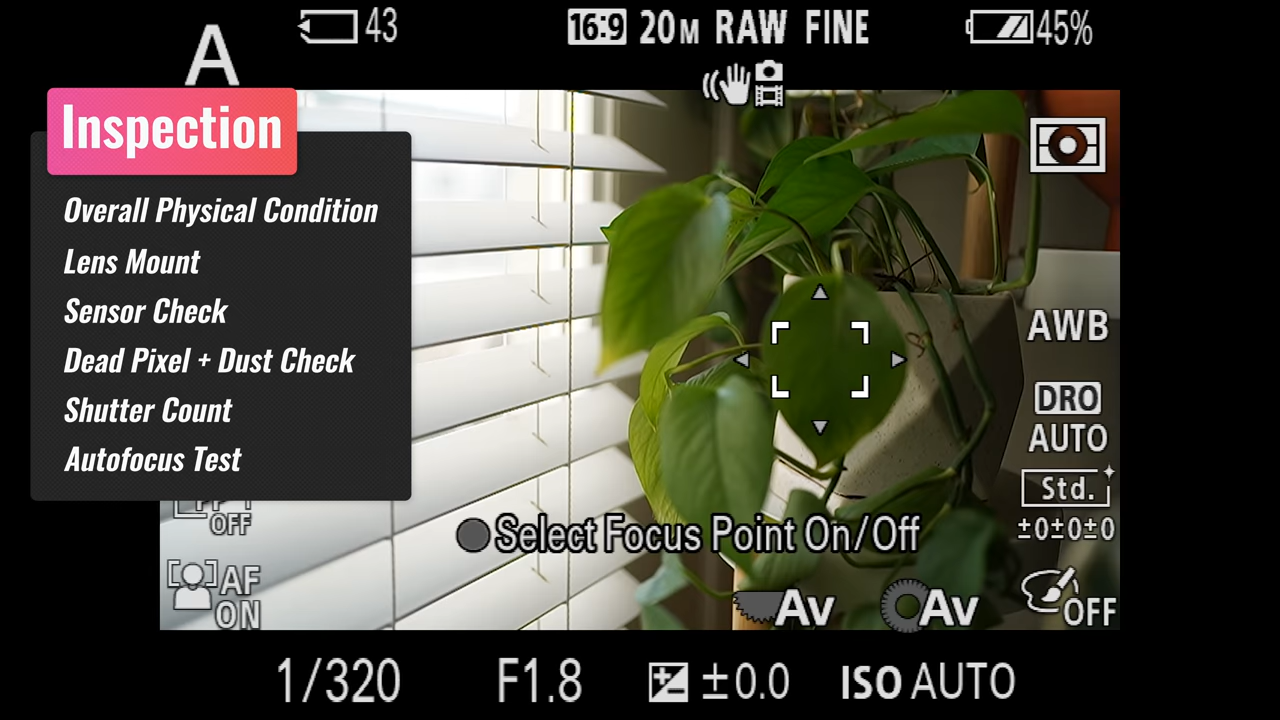 A
43
16:9 20M RAW FINE
45%
Inspection
Overall Physical Condition
Lens Mount
Sensor Check
Dead Pixel + Dust Check
Shutter Count
Autofocus Test
AWB
DRO
AUTO
Std.
±0±0±0
OFF
Select Focus Point On/Off
AF
ON
Av
Av
OFF
1/320
F1.8
±0.0
ISO AUTO